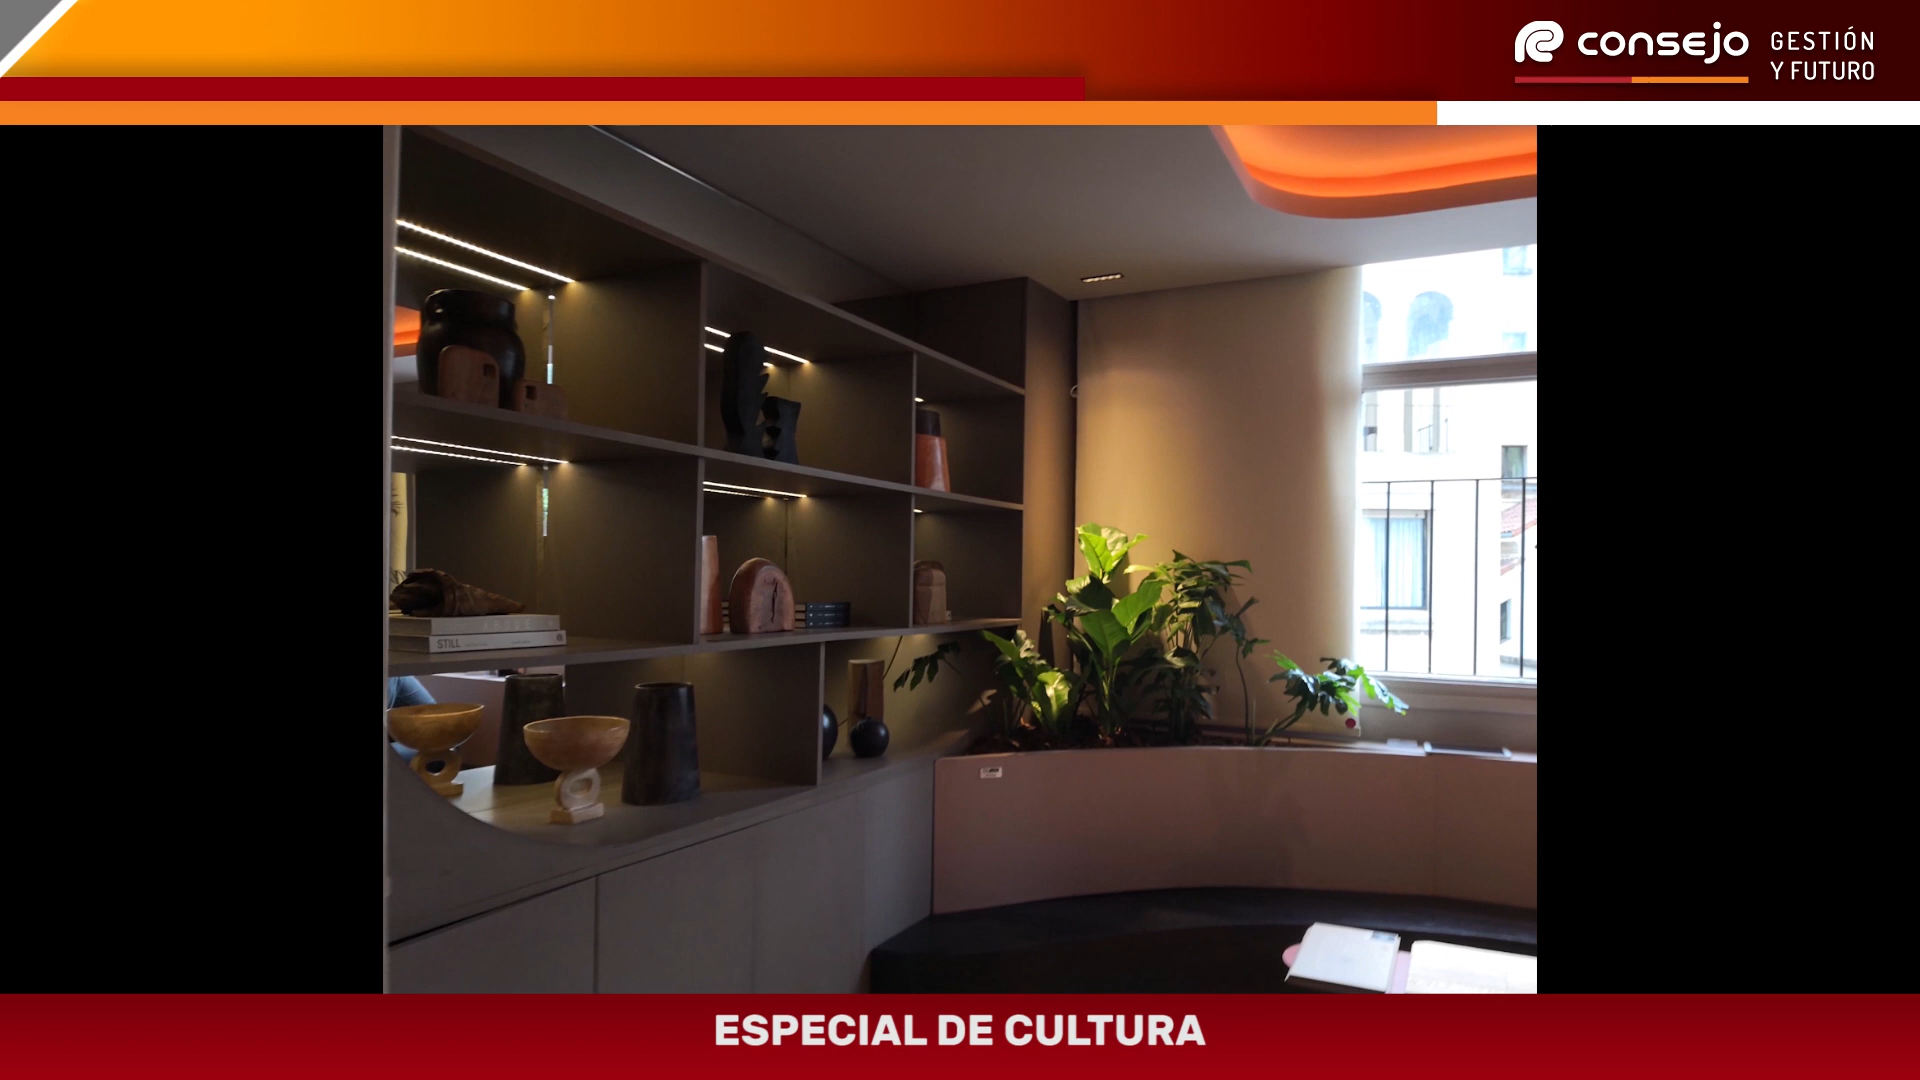 consejo
GESTIÓN
Y FUTURO
STILL
ESPECIAL DE CULTURA